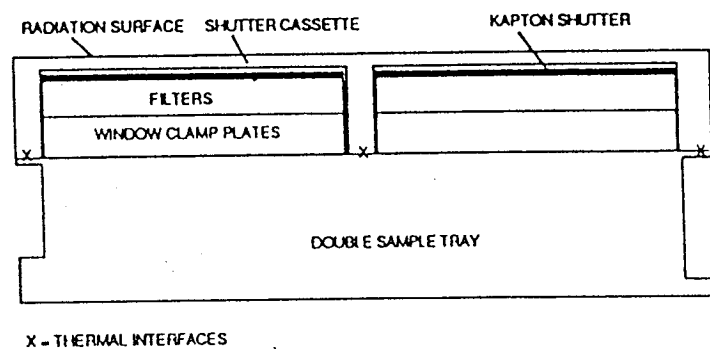 RADIATION SURFACE SHUTTER CASSETTE KAPTON SHUTTER
FILTERS
WINDOW CLAMP PLATES
X X X
DOUBLE SAMPLE TRAY
X - THERMAL INTERFACES